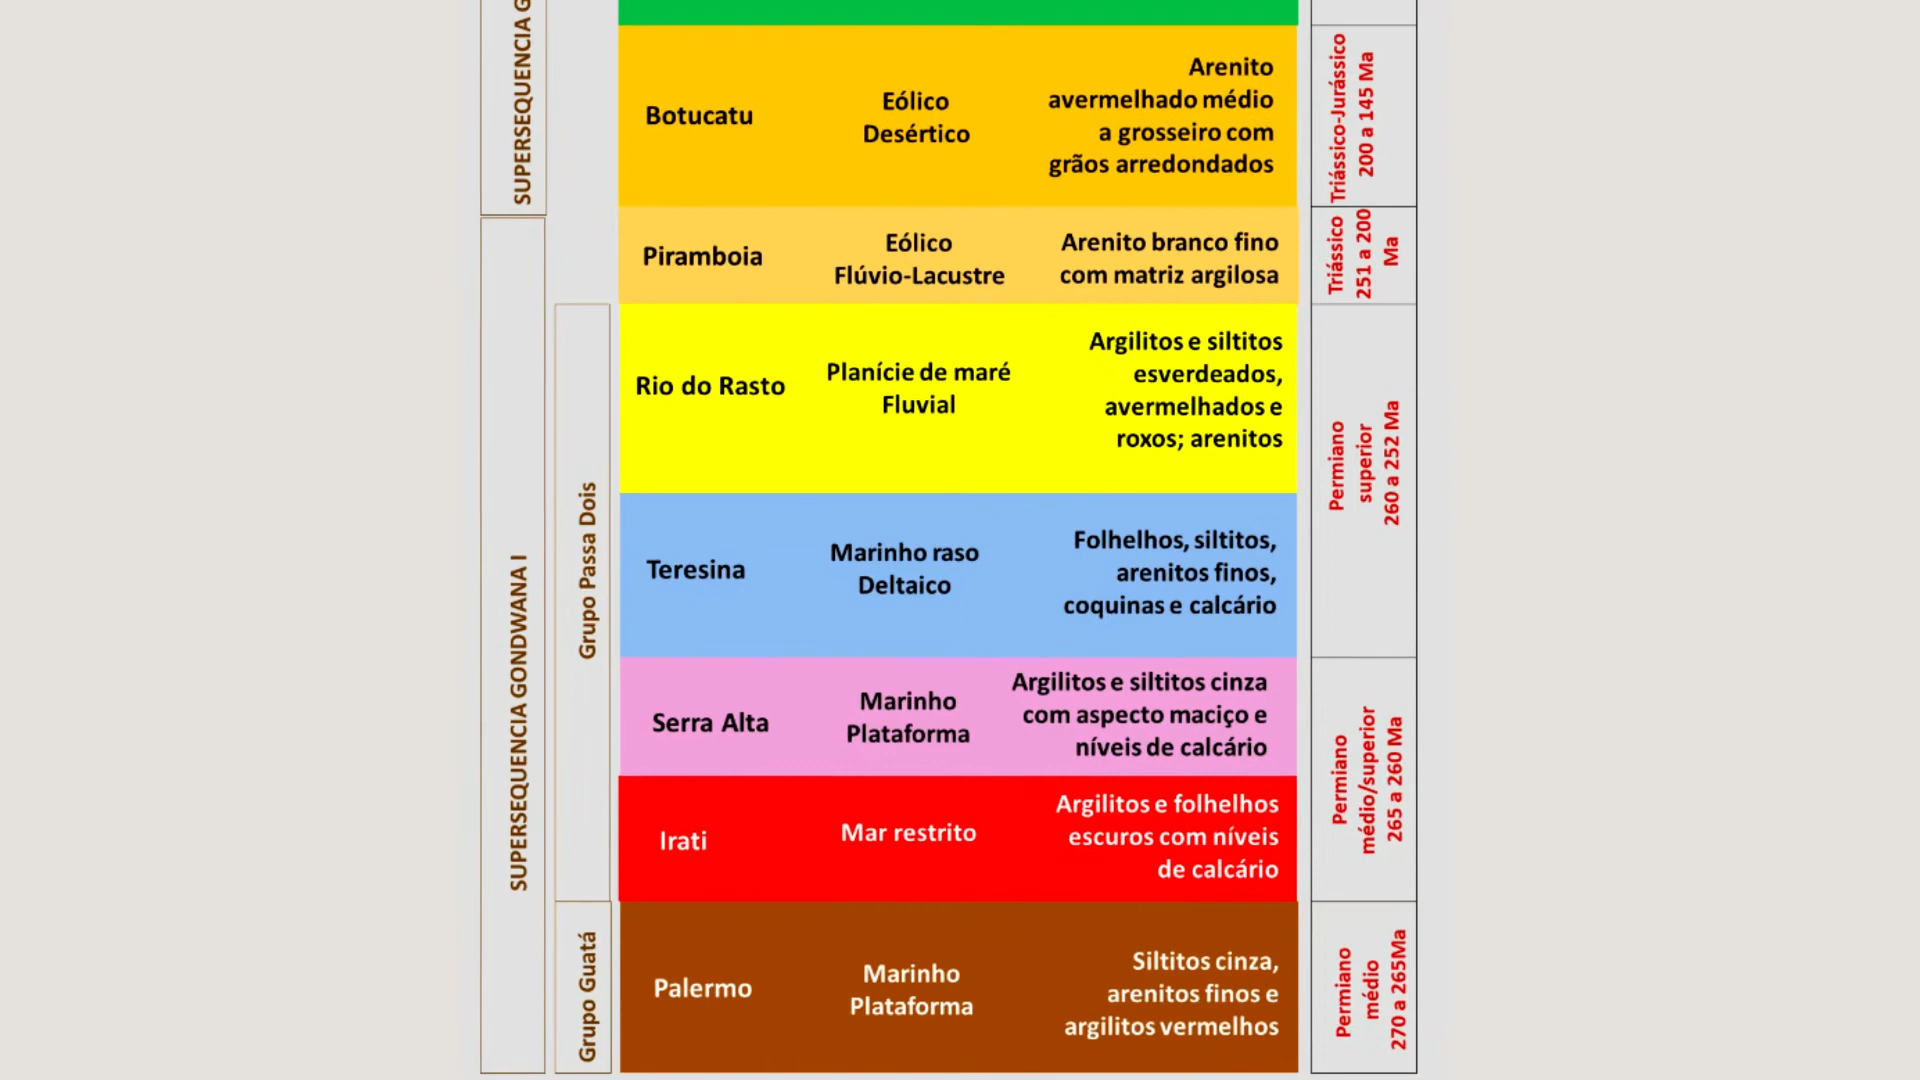 SUPERSEQUENCIA G
Botucatu
Eólico
Desértico
Arenito
avermelhado médio
a grosseiro com
grãos arredondados
Triássico-Jurássico
200 a 145 Ma
SUPERSEQUENCIA GONDWANA I
Piramboia
Eólico
Flúvio-Lacustre
Arenito branco fino
com matriz argilosa
Triássico
251 a 200
Ma
Grupo Passa Dois
Rio do Rasto
Planície de maré
Fluvial
Argilitos e siltitos
esverdeados,
avermelhados e
roxos; arenitos
Permiano
superior
260 a 252 Ma
Teresina
Marinho raso
Deltaico
Folhelhos, siltitos,
arenitos finos,
coquinas e calcário
Serra Alta
Marinho
Plataforma
Argilitos e siltitos cinza
com aspecto maciço e
níveis de calcário
Permiano
médio/superior
265 a 260 Ma
Irati
Mar restrito
Argilitos e folhelhos
escuros com níveis
de calcário
Grupo Guatá
Palermo
Marinho
Plataforma
Siltitos cinza,
arenitos finos e
argilitos vermelhos
Permiano
médio
270 a 265Ma